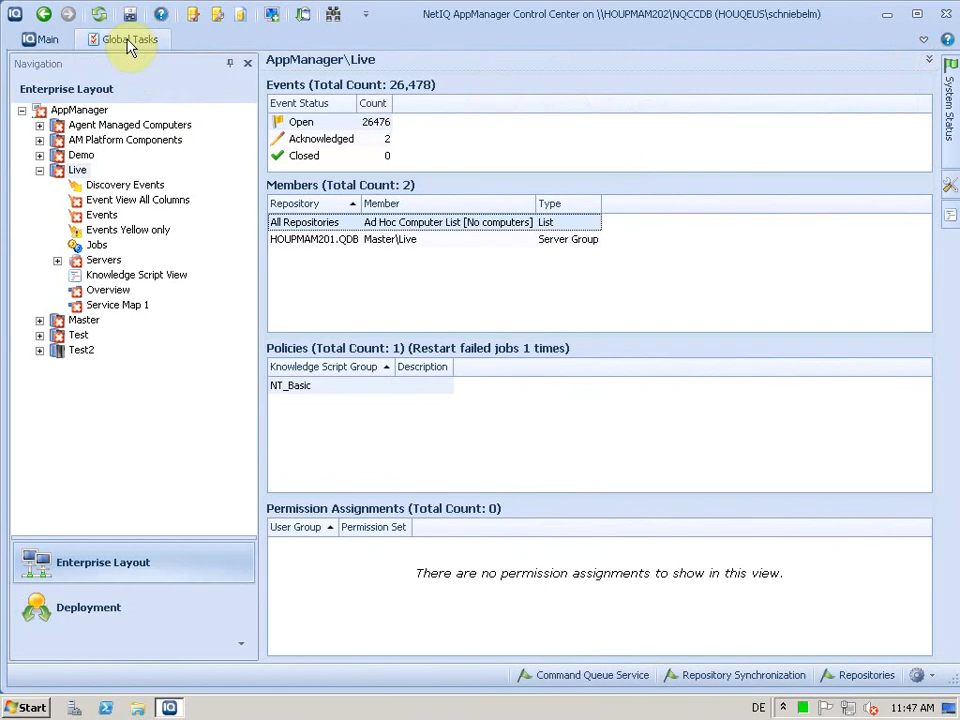 NetIQ AppManager Control Center on \\HOUPMAM202\NQCCDB (HOUQEUS\schniebelm)
Main
Global Tasks
Navigation
AppManager\Live
Enterprise Layout
Events (Total Count: 26,478)
Event Status Count
Open 26476
Acknowledged 2
Closed 0
AppManager
Agent Managed Computers
AM Platform Components
Demo
Live
Discovery Events
Event View All Columns
Events
Events Yellow only
Jobs
Servers
Knowledge Script View
Overview
Service Map 1
Master
Test
Test2
Members (Total Count: 2)
Repository Member Type
All Repositories Ad Hoc Computer List [No computers] List
HOUPMAM201.QDB Master\Live Server Group
Policies (Total Count: 1) (Restart failed jobs 1 times)
Knowledge Script Group Description
NT_Basic
Permission Assignments (Total Count: 0)
User Group Permission Set
There are no permission assignments to show in this view.
Enterprise Layout
Deployment
System Status
Command Queue Service
Repository Synchronization
Repositories
Start
DE
11:47 AM